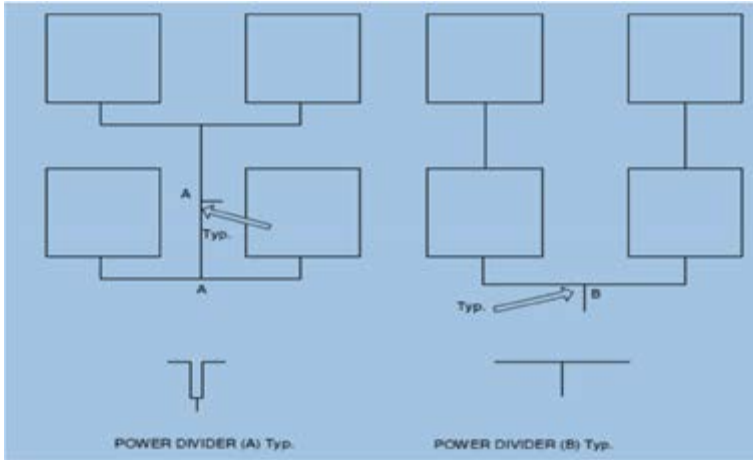 A
Typ.
A
Typ.
B
POWER DIVIDER (A) Typ.
POWER DIVIDER (B) Typ.